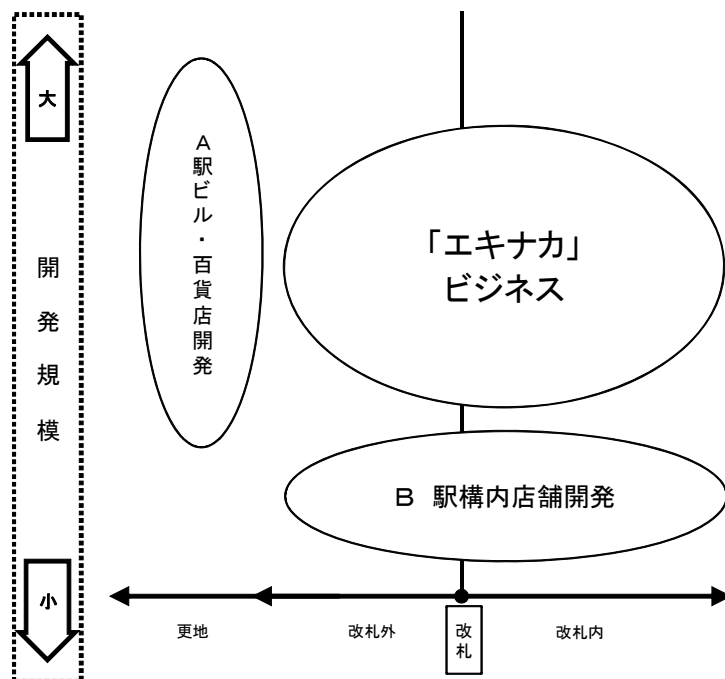 大
開発規模
小
A駅ビル・百貨店開発
「エキナカ」
ビジネス
B 駅構内店舗開発
更地
改札外
改札
改札内